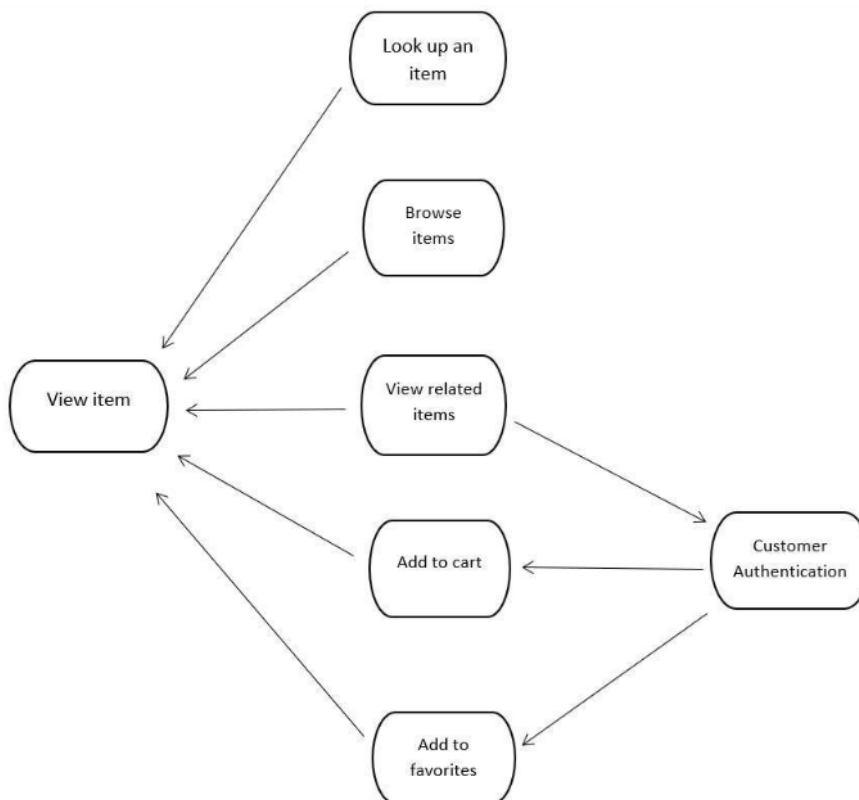 Look up an
item
Browse
items
View item
View related
items
Add to cart
Customer
Authentication
Add to
favorites